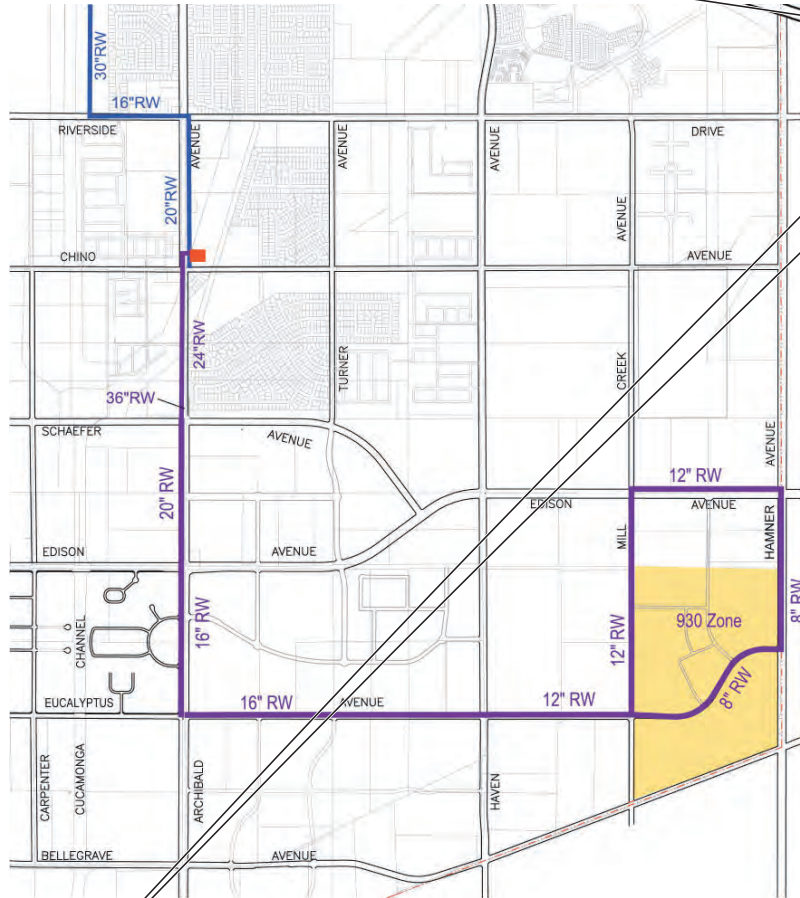 30"RW
16"RW
RIVERSIDE
AVENUE
AVENUE
AVENUE
DRIVE
20"RW
AVENUE
CHINO
AVENUE
24"RW
TURNER
CREEK
36"RW
SCHAEFER
AVENUE
AVENUE
12" RW
20" RW
EDISON
AVENUE
MILL
HAMNER
EDISON
AVENUE
8" RW
16" RW
CHANNEL
12" RW
930 Zone
8" RW
EUCALYPTUS
16" RW
AVENUE
12" RW
CARPENTER
CUCAMONGA
ARCHIBALD
HAVEN
BELLEGRAVE
AVENUE